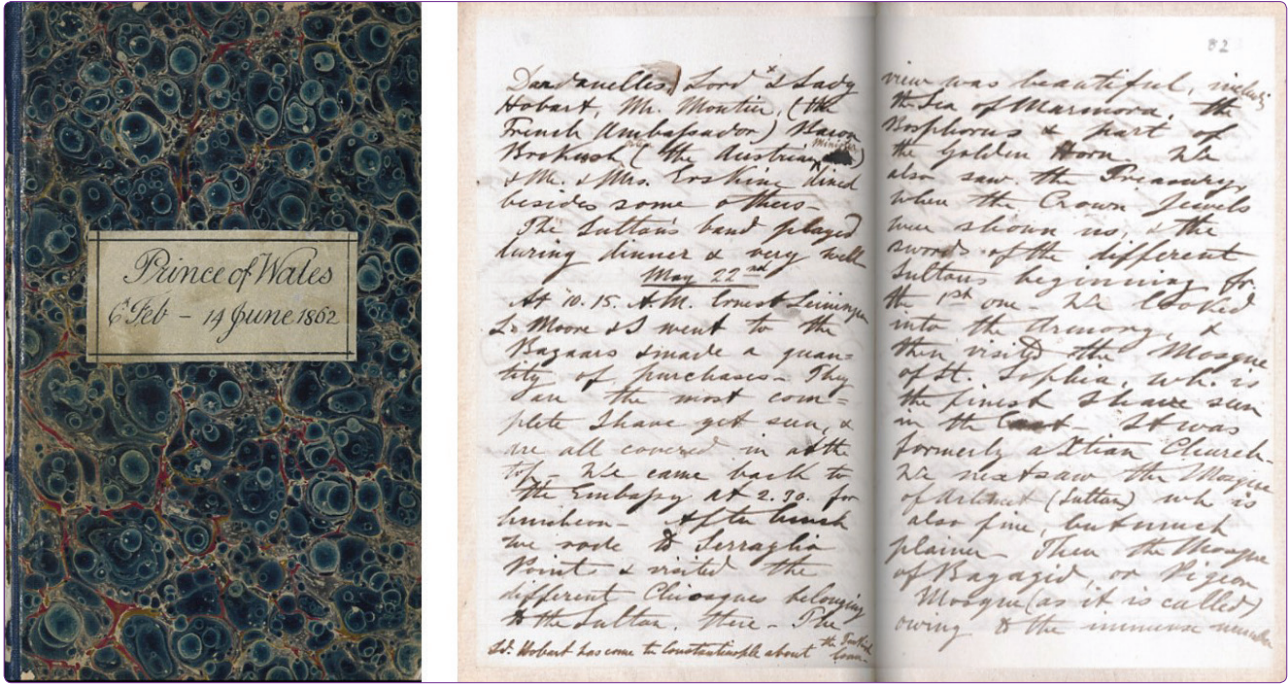 Prince of Wales
6 Feb – 14 June 1862
Dardanelles. Lord x & Lady
Hobart, Mr. Moutier, (the
French Ambassador) Baron
(the Austrian minister)
& Mr. & Mrs. Erskine dined
besides some others –
The Sultan's band played
during dinner & very well
May 22nd
At 10.15. A.M. Ernest Leiningen
& I went to the
Bazaars & made a quan=
tity of purchases – They
are the most com=
plete I have yet seen, &
are all covered in at the
top – We came back to
the Embassy at 2.30. for
luncheon – After lunch
we rode to Serraglio
Point & visited the
different Chiosques belonging
to the Sultan. there – The
Ld. Hobart has come to Constantinople about the Turkish
82
view was beautiful, includg
the Sea of Marmora, the
Bosphorus & part of
the Golden Horn. We
also saw the Treasury,
when the Crown Jewels
were shown us, & the
swords of the different
Sultans beginning fr.
the 1st one – We looked
into the Armoury, &
then visited the Mosque
of St. Sophia, wh. is
the finest I have seen
in the East – It was
formerly a Xtian Church –
We next saw the Mosque
of Achmet (Sultan) wh is
also fine, but much
plainer – Then the Mosque
of Bagazid, or Pigeon
Mosque (as it is called)
owing to the immense number